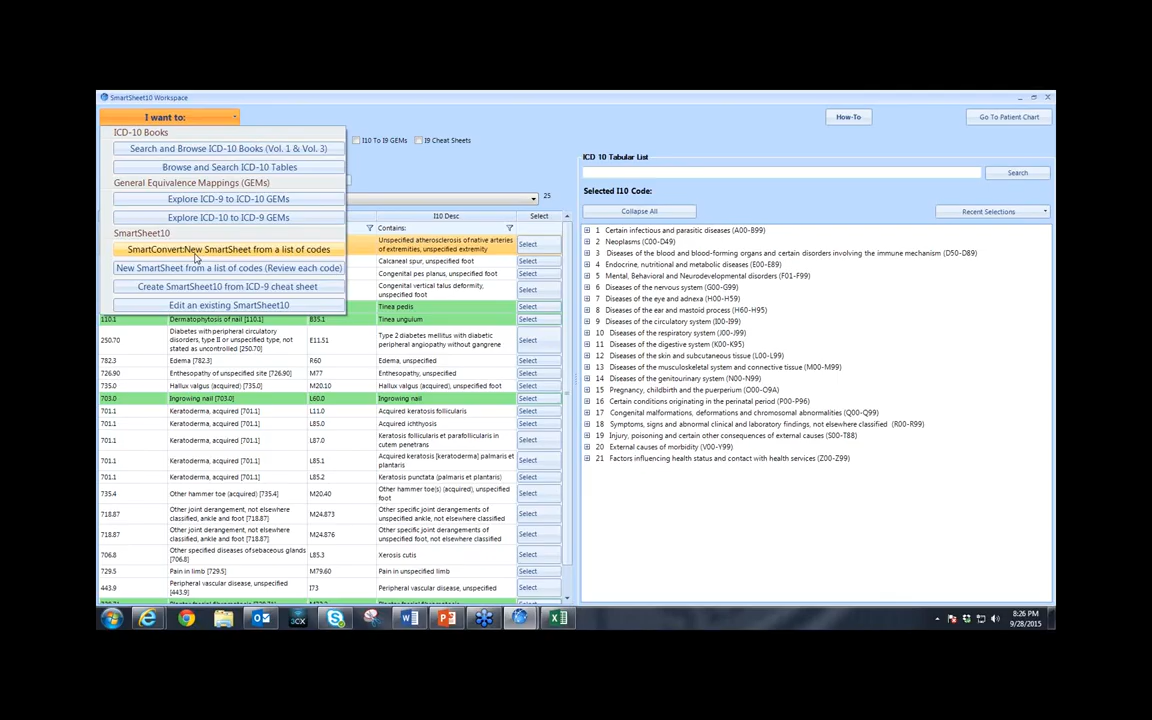 SmartSheet10 Workspace
I want to:
How-To
Go To Patient Chart
ICD-10 Books
Search and Browse ICD-10 Books (Vol. 1 & Vol. 3)
Browse and Search ICD-10 Tables
General Equivalence Mappings (GEMs)
Explore ICD-9 to ICD-10 GEMs
Explore ICD-10 to ICD-9 GEMs
SmartSheet10
SmartConvert:New SmartSheet from a list of codes
New SmartSheet from a list of codes (Review each code)
Create SmartSheet10 from ICD-9 cheat sheet
Edit an existing SmartSheet10
I10 To I9 GEMs
I9 Cheat Sheets
25
I10 Desc
Select
Contains:
Unspecified atherosclerosis of native arteries
of extremities, unspecified extremity
Select
Calcaneal spur, unspecified foot
Select
Congenital pes planus, unspecified foot
Select
Congenital vertical talus deformity,
unspecified foot
Select
Tinea pedis
Select
110.1 Dermatophytosis of nail [110.1] B35.1 Tinea unguium Select
250.70
Diabetes with peripheral circulatory
disorders, type II or unspecified type, not
stated as uncontrolled [250.70]
E11.51
Type 2 diabetes mellitus with diabetic
peripheral angiopathy without gangrene
Select
782.3 Edema [782.3] R60 Edema, unspecified Select
726.90 Enthesopathy of unspecified site [726.90] M77 Enthesopathy, unspecified Select
735.0 Hallux valgus (acquired) [735.0] M20.10 Hallux valgus (acquired), unspecified foot Select
703.0 Ingrowing nail [703.0] L60.0 Ingrowing nail Select
701.1 Keratoderma, acquired [701.1] L11.0 Acquired keratosis follicularis Select
701.1 Keratoderma, acquired [701.1] L85.0 Acquired ichthyosis Select
701.1 Keratoderma, acquired [701.1] L87.0
Keratosis follicularis et parafollicularis in
cutem penetrans
Select
701.1 Keratoderma, acquired [701.1] L85.1
Acquired keratosis [keratoderma] palmaris et
plantaris
Select
701.1 Keratoderma, acquired [701.1] L85.2 Keratosis punctata (palmaris et plantaris) Select
735.4 Other hammer toe (acquired) [735.4] M20.40
Other hammer toe(s) (acquired), unspecified
foot
Select
718.87
Other joint derangement, not elsewhere
classified, ankle and foot [718.87]
M24.873
Other specific joint derangements of
unspecified ankle, not elsewhere classified
Select
718.87
Other joint derangement, not elsewhere
classified, ankle and foot [718.87]
M24.876
Other specific joint derangements of
unspecified foot, not elsewhere classified
Select
706.8
Other specified diseases of sebaceous glands
[706.8]
L85.3 Xerosis cutis Select
729.5 Pain in limb [729.5] M79.60 Pain in unspecified limb Select
443.9
Peripheral vascular disease, unspecified
[443.9]
I73 Peripheral vascular disease, unspecified Select
ICD 10 Tabular List
Search
Selected I10 Code:
Collapse All
Recent Selections
1 Certain infectious and parasitic diseases (A00-B99)
2 Neoplasms (C00-D49)
3 Diseases of the blood and blood-forming organs and certain disorders involving the immune mechanism (D50-D89)
4 Endocrine, nutritional and metabolic diseases (E00-E89)
5 Mental, Behavioral and Neurodevelopmental disorders (F01-F99)
6 Diseases of the nervous system (G00-G99)
7 Diseases of the eye and adnexa (H00-H59)
8 Diseases of the ear and mastoid process (H60-H95)
9 Diseases of the circulatory system (I00-I99)
10 Diseases of the respiratory system (J00-J99)
11 Diseases of the digestive system (K00-K95)
12 Diseases of the skin and subcutaneous tissue (L00-L99)
13 Diseases of the musculoskeletal system and connective tissue (M00-M99)
14 Diseases of the genitourinary system (N00-N99)
15 Pregnancy, childbirth and the puerperium (O00-O9A)
16 Certain conditions originating in the perinatal period (P00-P96)
17 Congenital malformations, deformations and chromosomal abnormalities (Q00-Q99)
18 Symptoms, signs and abnormal clinical and laboratory findings, not elsewhere classified (R00-R99)
19 Injury, poisoning and certain other consequences of external causes (S00-T88)
20 External causes of morbidity (V00-Y99)
21 Factors influencing health status and contact with health services (Z00-Z99)
3CX
8:26 PM
9/28/2015